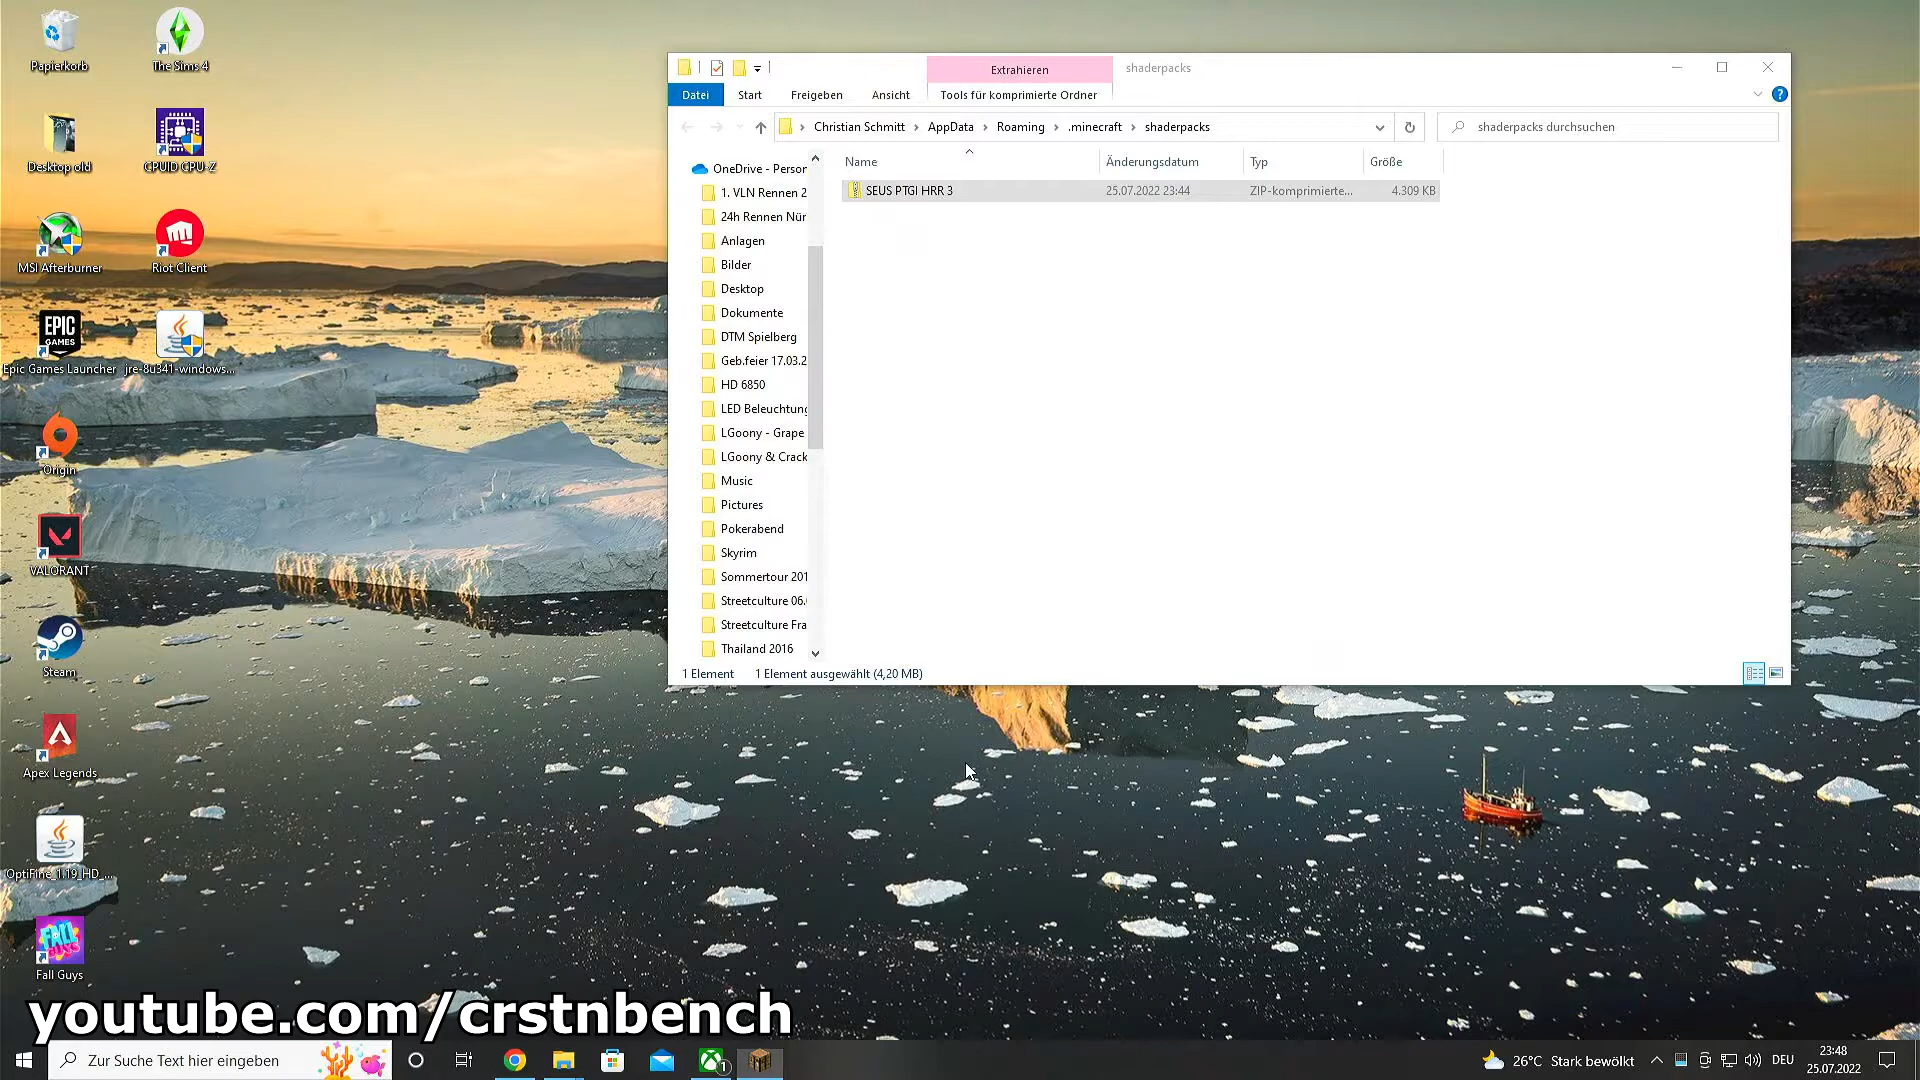 Papierkorb
The Sims 4
Desktop old
CPUID CPU-Z
MSI Afterburner
Riot Client
EPIC
GAMES
Epic Games Launcher
jre-8u341-windows...
Origin
VALORANT
Steam
Apex Legends
OptiFine_1.19_HD_...
FALL
GUYS
Fall Guys
Extrahieren
shaderpacks
Datei
Start
Freigeben
Ansicht
Tools für komprimierte Ordner
Christian Schmitt > AppData > Roaming > .minecraft > shaderpacks
shaderpacks durchsuchen
Name
Änderungsdatum
Typ
Größe
SEUS PTGI HRR 3
25.07.2022 23:44
ZIP-komprimierte...
4.309 KB
OneDrive - Person
1. VLN Rennen 2
24h Rennen Nür
Anlagen
Bilder
Desktop
Dokumente
DTM Spielberg
Geb.feier 17.03.2
HD 6850
LED Beleuchtung
LGoony - Grape
LGoony & Crack
Music
Pictures
Pokerabend
Skyrim
Sommertour 201
Streetculture 06.
Streetculture Fra
Thailand 2016
1 Element
1 Element ausgewählt (4,20 MB)
youtube.com/crstnbench
Zur Suche Text hier eingeben
1
26°C Stark bewölkt
DEU
23:48
25.07.2022